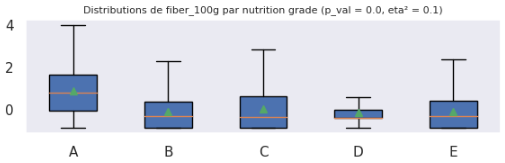 Distributions de fiber_100g par nutrition grade (p_val = 0.0, eta² = 0.1)
4
2
0
A B C D E